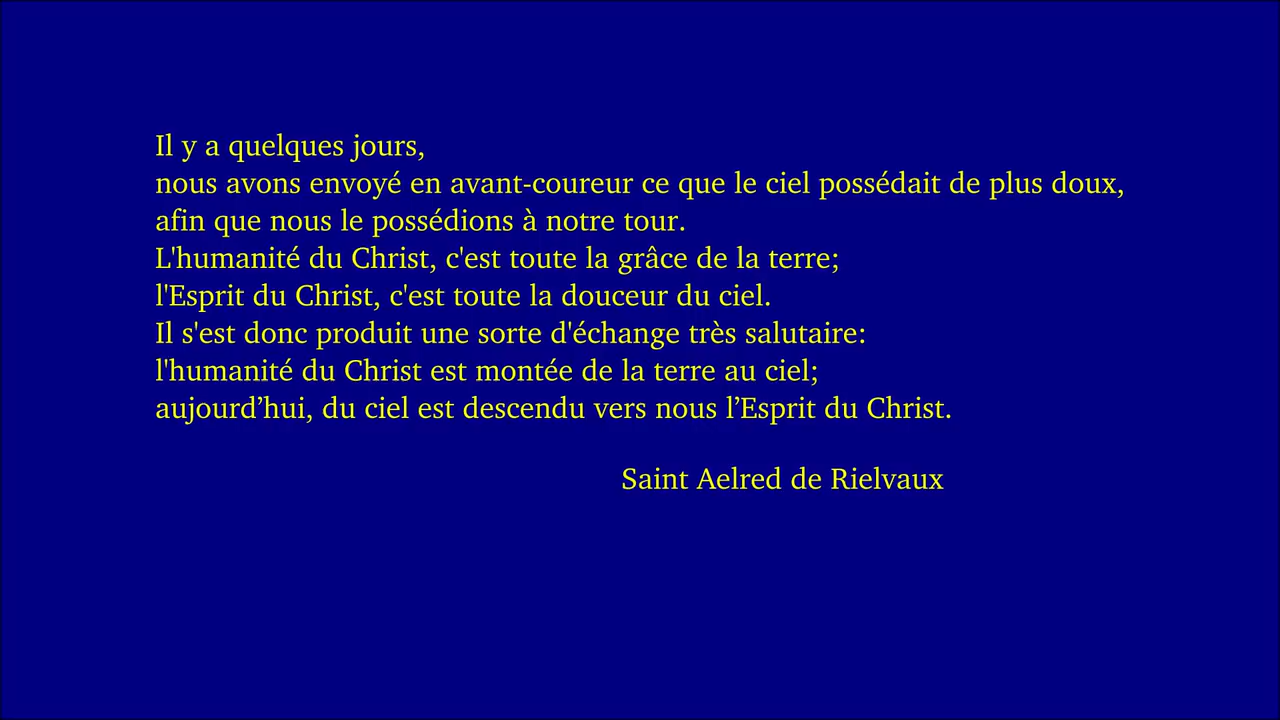 Il y a quelques jours,
nous avons envoyé en avant-coureur ce que le ciel possédait de plus doux,
afin que nous le possédions à notre tour.
L'humanité du Christ, c'est toute la grâce de la terre;
l'Esprit du Christ, c'est toute la douceur du ciel.
Il s'est donc produit une sorte d'échange très salutaire:
l'humanité du Christ est montée de la terre au ciel;
aujourd’hui, du ciel est descendu vers nous l’Esprit du Christ.
Saint Aelred de Rielvaux